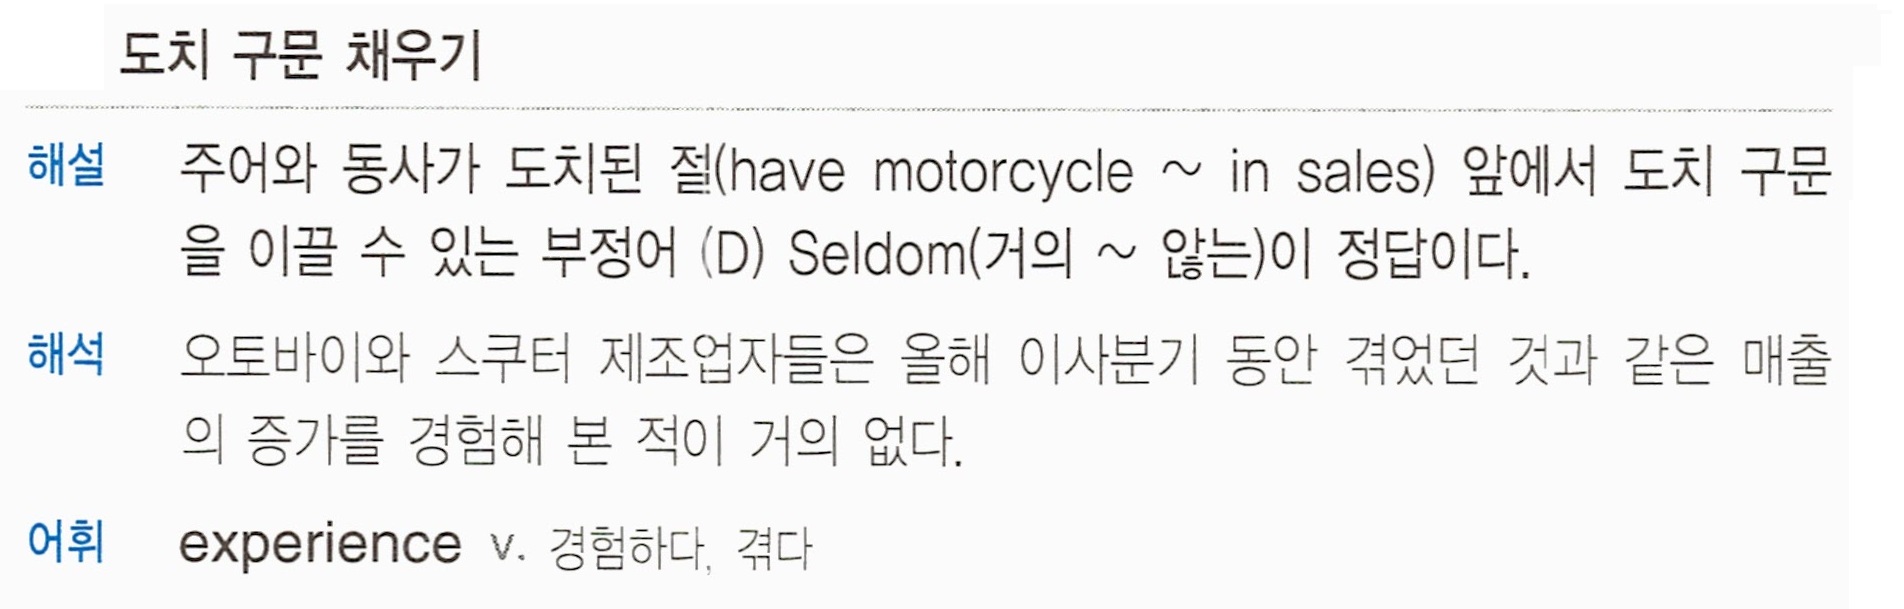 도치 구문 채우기
해설 주어와 동사가 도치된 절(have motorcycle ~ in sales) 앞에서 도치 구문
을 이끌 수 있는 부정어 (D) Seldom(거의 ~ 않는)이 정답이다.
해석 오토바이와 스쿠터 제조업자들은 올해 이사분기 동안 겪었던 것과 같은 매출
의 증가를 경험해 본 적이 거의 없다.
어휘 experience v. 경험하다, 겪다